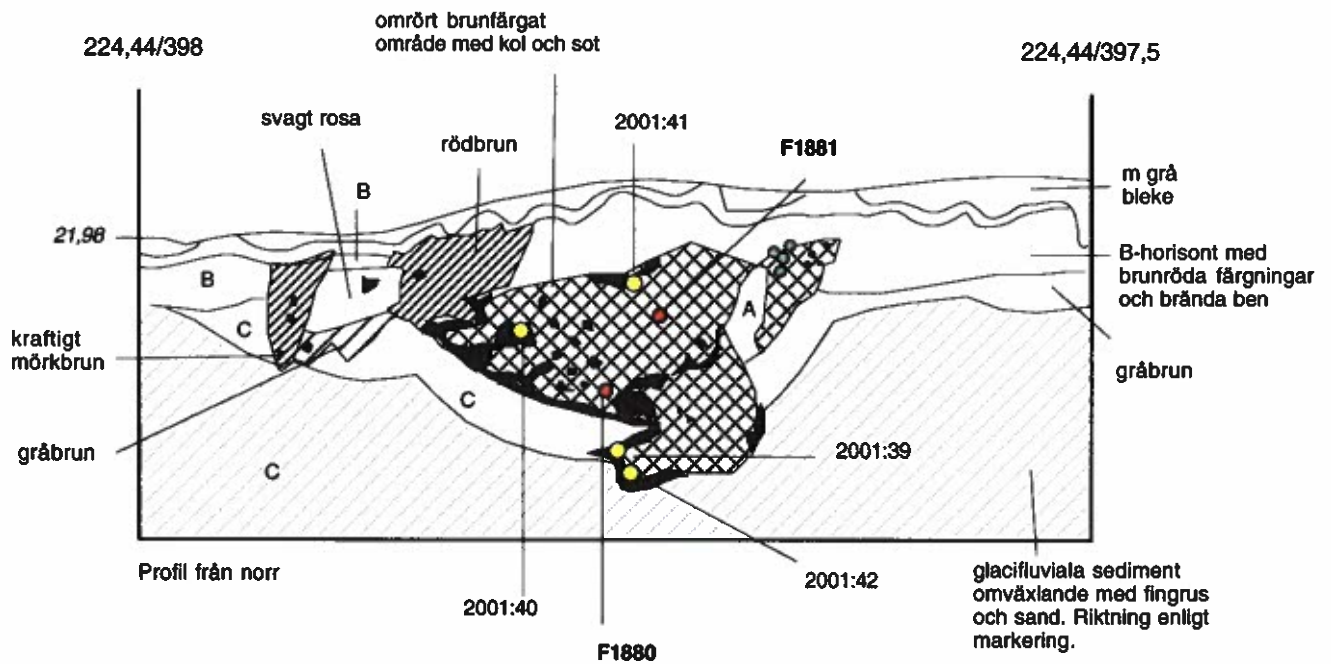 omrört brunfärgat
område med kol och sot
224,44/398
224,44/397,5
svagt rosa
2001:41
rödbrun
F1881
m grå
bleke
B
21,98
B
B-horisont med
brunröda färgningar
och brända ben
A
C
kraftigt
mörkbrun
gråbrun
C
gråbrun
2001:39
C
Profil från norr
2001:42
2001:40
glacifluviala sediment
omväxlande med fingrus
och sand. Riktning enligt
markering.
F1880